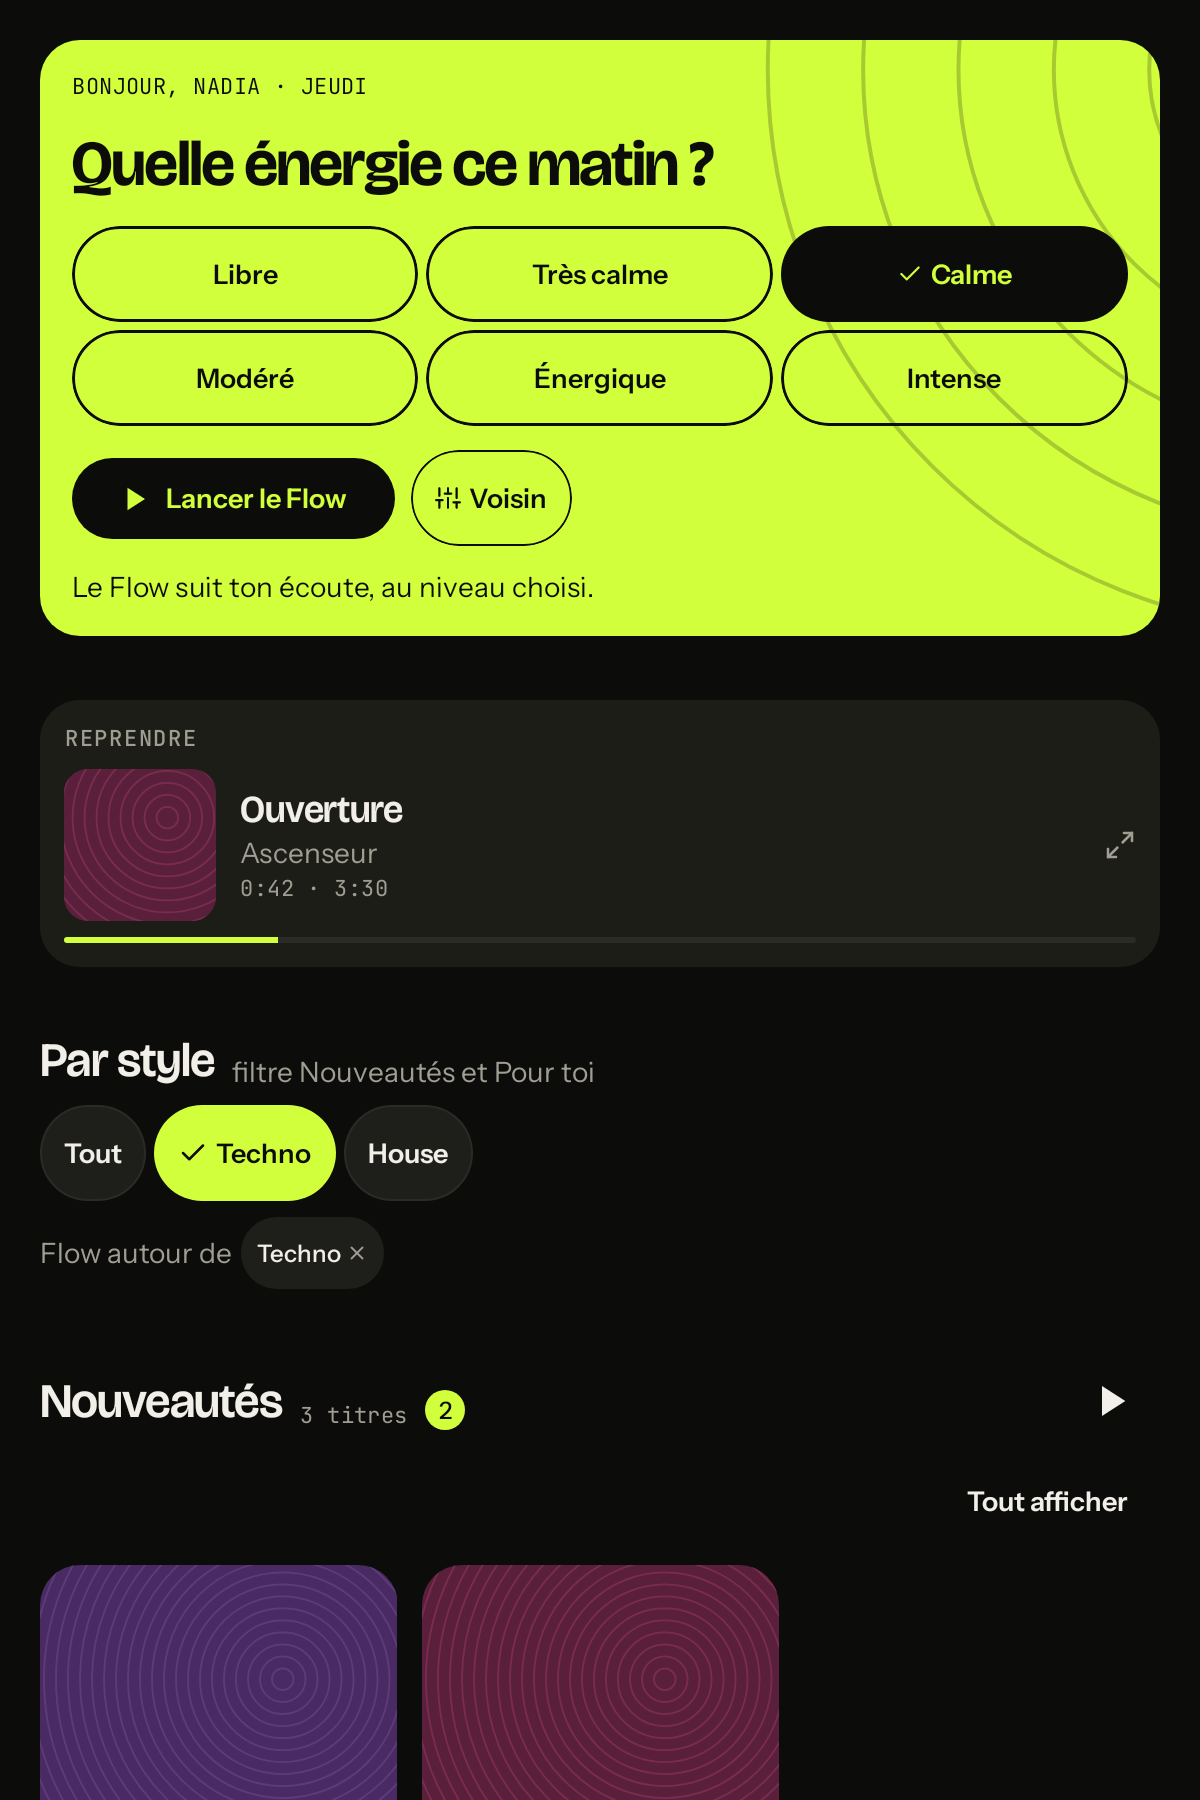 BONJOUR, NADIA · JEUDI
Quelle énergie ce matin ?
Libre
Très calme
Calme
Modéré
Énergique
Intense
Lancer le Flow
Voisin
Le Flow suit ton écoute, au niveau choisi.
REPRENDRE
Ouverture
Ascenseur
0:42 · 3:30
Par style filtre Nouveautés et Pour toi
Tout
Techno
House
Flow autour de Techno ×
Nouveautés 3 titres 2
Tout afficher